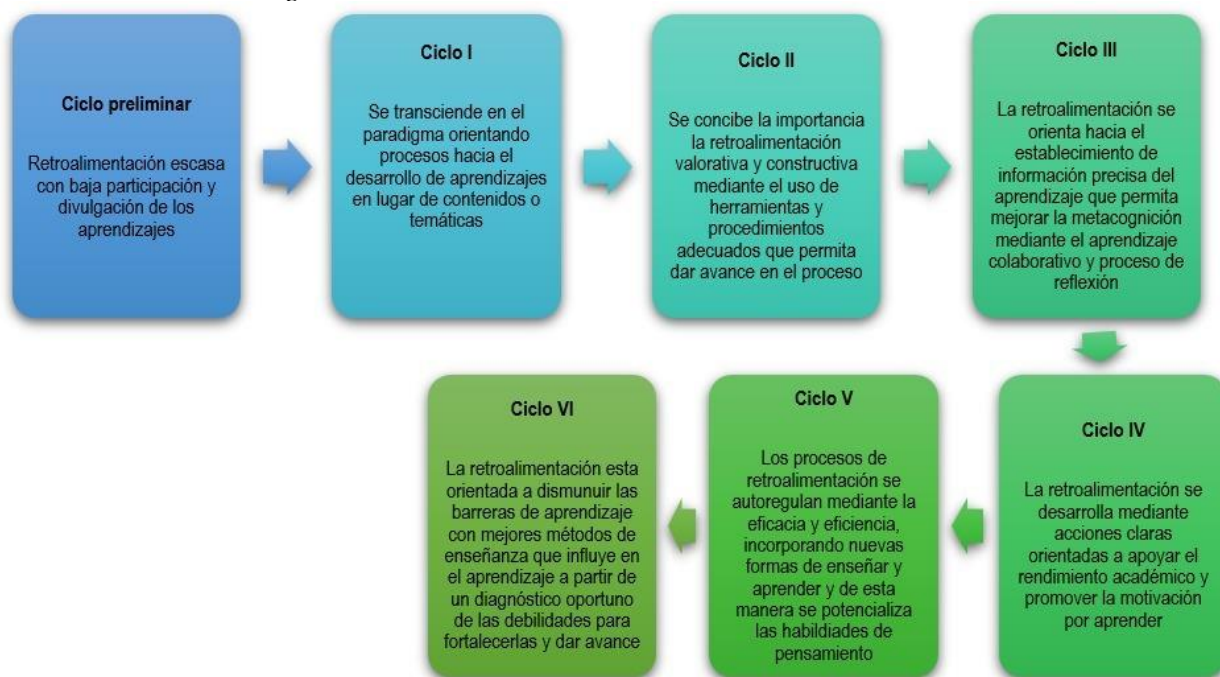 Ciclo preliminar
Retroalimentación escasa
con baja participación y
divulgación de los
aprendizajes
Ciclo I
Se transciende en el
paradigma orientando
procesos hacia el
desarrollo de aprendizajes
en lugar de contenidos o
temáticas
Ciclo II
Se concibe la importancia
la retroalimentación
valorativa y constructiva
mediante el uso de
herramientas y
procedimientos
adecuados que permita
dar avance en el proceso
Ciclo III
La retroalimentación se
orienta hacia el
establecimiento de
información precisa del
aprendizaje que permita
mejorar la metacognición
mediante el aprendizaje
colaborativo y proceso de
reflexión
Ciclo IV
La retroalimentación se
desarrolla mediante
acciones claras
orientadas a apoyar el
rendimiento académico y
promover la motivación
por aprender
Ciclo V
Los procesos de
retroalimentación se
autoregulan mediante la
eficacia y eficiencia,
incorporando nuevas
formas de enseñar y
aprender y de esta
manera se potencializa
las habildiades de
pensamiento
Ciclo VI
La retroalimentación esta
orientada a dismunuir las
barreras de aprendizaje
con mejores métodos de
enseñanza que influye en
el aprendizaje a partir de
un diagnóstico oportuno
de las debilidades para
fortalecerlas y dar avance